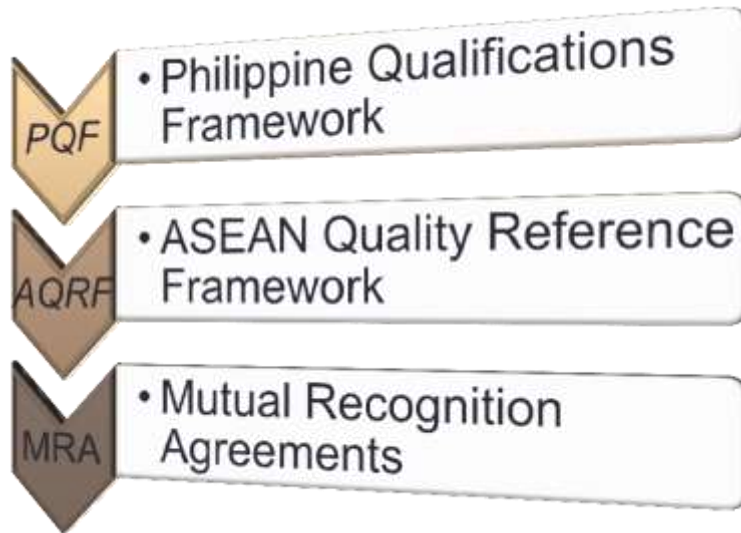 PQF
• Philippine Qualifications
Framework
AQRF
• ASEAN Quality Reference
Framework
MRA
• Mutual Recognition
Agreements